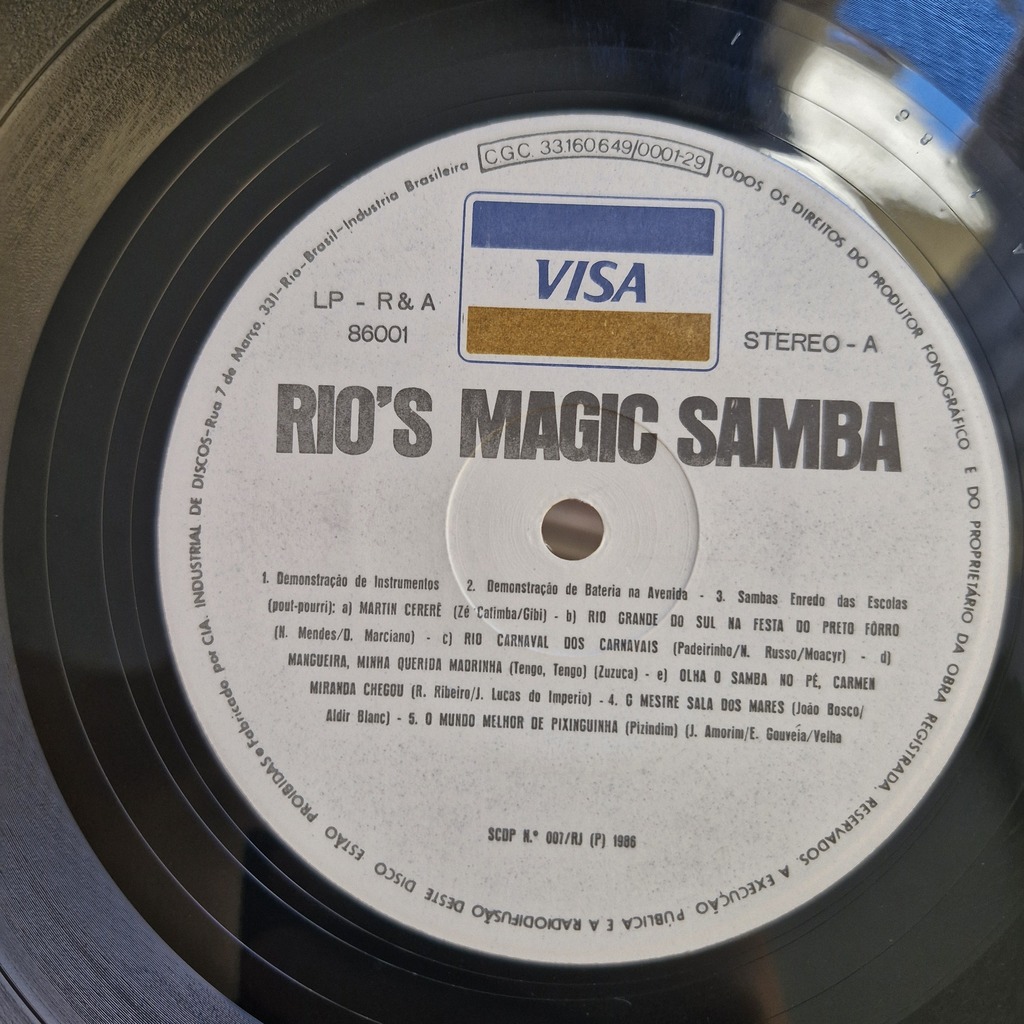 Fabricado por CIA. INDUSTRIAL DE DISCOS-Rua 7 de Março, 331-Rio-Brasil-Industria Brasileira
C.G.C. 33.160.649/0001-29
TODOS OS DIREITOS DO PRODUTOR FONOGRÁFICO E DO PROPRIETÁRIO DA OBRA REGISTRADA, RESERVADOS. A EXECUÇÃO PÚBLICA E A RADIODIFUSÃO DESTE DISCO ESTÃO PROIBIDAS e
VISA
LP - R & A
86001
STEREO - A
RIO'S MAGIC SAMBA
1. Demonstração de Instrumentos 2. Demonstração de Bateria na Avenida - 3. Sambas Enredo das Escolas
(pout-pourri): a) MARTIN CERERÊ (Zé Catimba/Gibi) - b) RIO GRANDE DO SUL NA FESTA DO PRETO FÔRRO
(N. Mendes/D. Marciano) - c) RIO CARNAVAL DOS CARNAVAIS (Padeirinho/N. Russo/Moacyr) - d)
MANGUEIRA, MINHA QUERIDA MADRINHA (Tengo, Tengo) (Zuzuca) - e) OLHA O SAMBA NO PÉ, CARMEN
MIRANDA CHEGOU (R. Ribeiro/J. Lucas do Imperio) - 4. O MESTRE SALA DOS MARES (João Bosco/
Aldir Blanc) - 5. O MUNDO MELHOR DE PIXINGUINHA (Pizindim) (J. Amorim/E. Gouveia/Velha
SCDP N.º 007/RJ (P) 1986